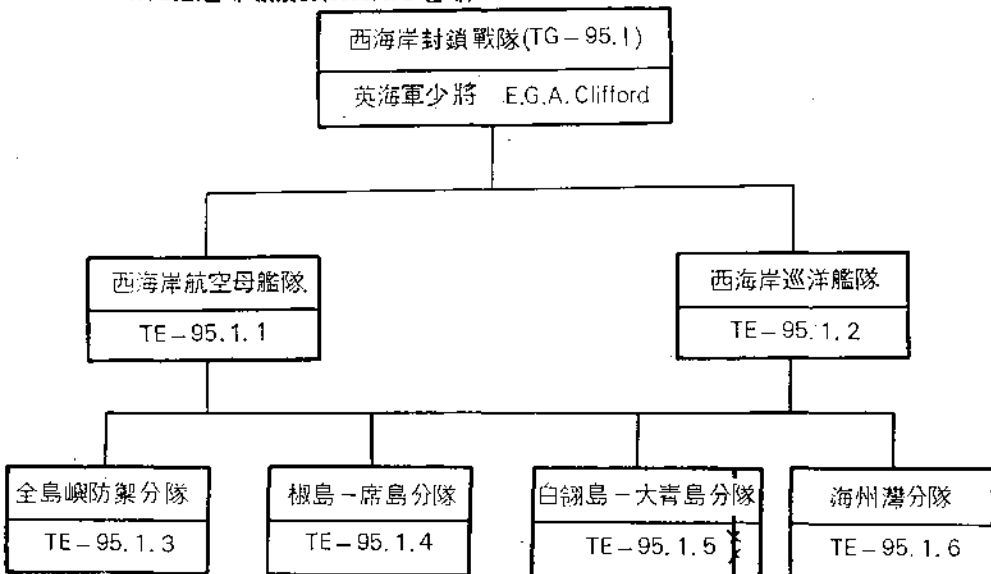 西海岸封鎖戰隊(TG-95.1)
英海軍少將 E.G.A. Clifford
西海岸航空母艦隊
TE-95.1.1
西海岸巡洋艦隊
TE-95.1.2
全島嶼防禦分隊
TE-95.1.3
椒島-席島分隊
TE-95.1.4
白翎島-大靑島分隊
TE-95.1.5
海州灣分隊
TE-95.1.6